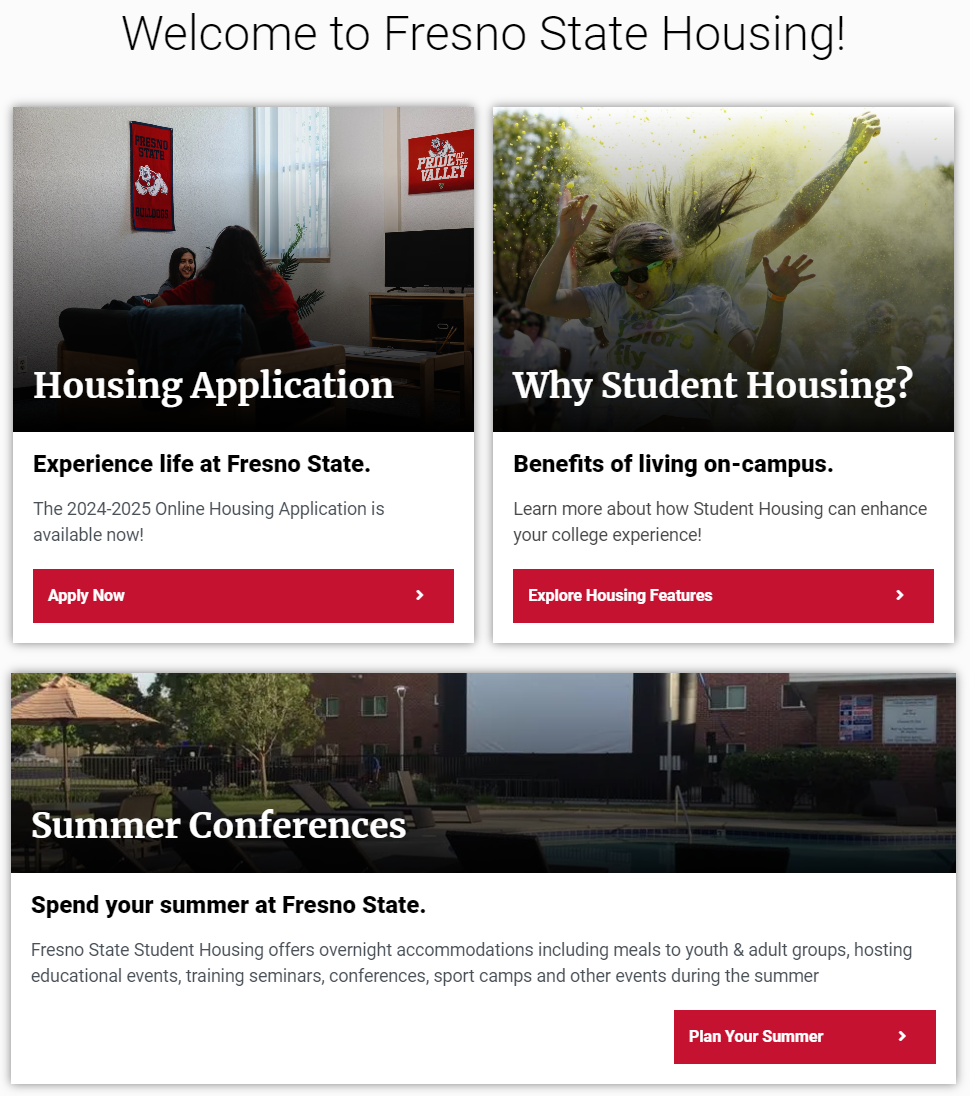 Welcome to Fresno State Housing!
FRESNO
STATE
BULLDOGS
PRIDE OF THE
VALLEY
Housing Application
Experience life at Fresno State.
The 2024-2025 Online Housing Application is
available now!
Apply Now
Why Student Housing?
Benefits of living on-campus.
Learn more about how Student Housing can enhance
your college experience!
Explore Housing Features
Summer Conferences
Spend your summer at Fresno State.
Fresno State Student Housing offers overnight accommodations including meals to youth & adult groups, hosting
educational events, training seminars, conferences, sport camps and other events during the summer
Plan Your Summer